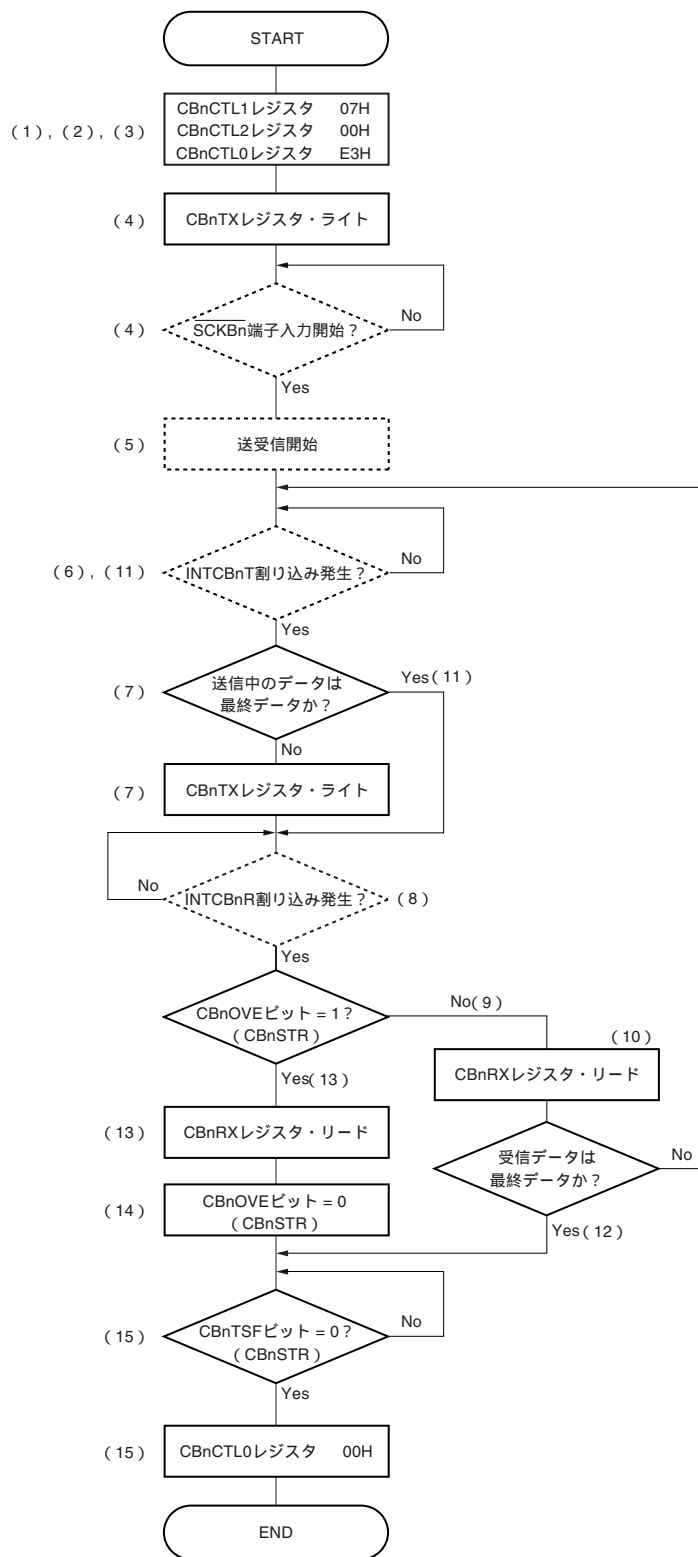 START
(1), (2), (3)
CBnCTL1レジスタ 07H
CBnCTL2レジスタ 00H
CBnCTL0レジスタ E3H
(4)
CBnTXレジスタ・ライト
(4)
SCKBn端子入力開始?
No
Yes
(5)
送受信開始
(6), (11)
INTCBnT割り込み発生?
No
Yes
(7)
送信中のデータは
最終データか?
Yes(11)
No
(7)
CBnTXレジスタ・ライト
No
INTCBnR割り込み発生?
(8)
Yes
CBnOVEビット = 1?
(CBnSTR)
No(9)
Yes(13)
(10)
CBnRXレジスタ・リード
(13)
CBnRXレジスタ・リード
受信データは
最終データか?
No
Yes(12)
(14)
CBnOVEビット = 0
(CBnSTR)
(15)
CBnTSFビット = 0?
(CBnSTR)
No
Yes
(15)
CBnCTL0レジスタ 00H
END